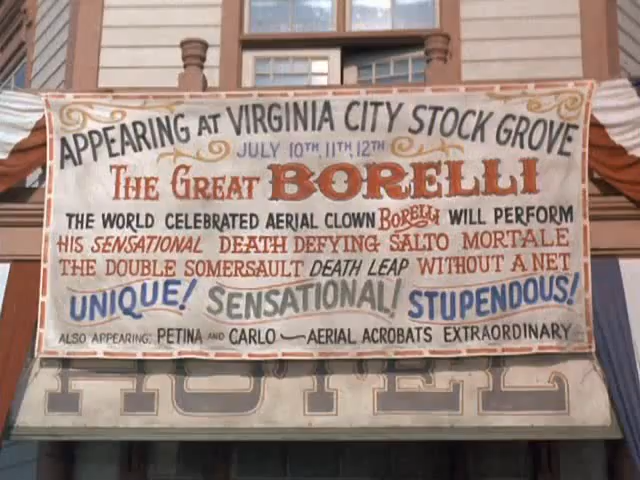 APPEARING AT VIRGINIA CITY STOCK GROVE
JULY 10TH, 11TH, 12TH
THE GREAT BORELLI
THE WORLD CELEBRATED AERIAL CLOWN BORELLI WILL PERFORM
HIS SENSATIONAL DEATH DEFYING SALTO MORTALE
THE DOUBLE SOMERSAULT DEATH LEAP WITHOUT A NET
UNIQUE! SENSATIONAL! STUPENDOUS!
ALSO APPEARING: PETINA AND CARLO — AERIAL ACROBATS EXTRAORDINARY
HOTEL